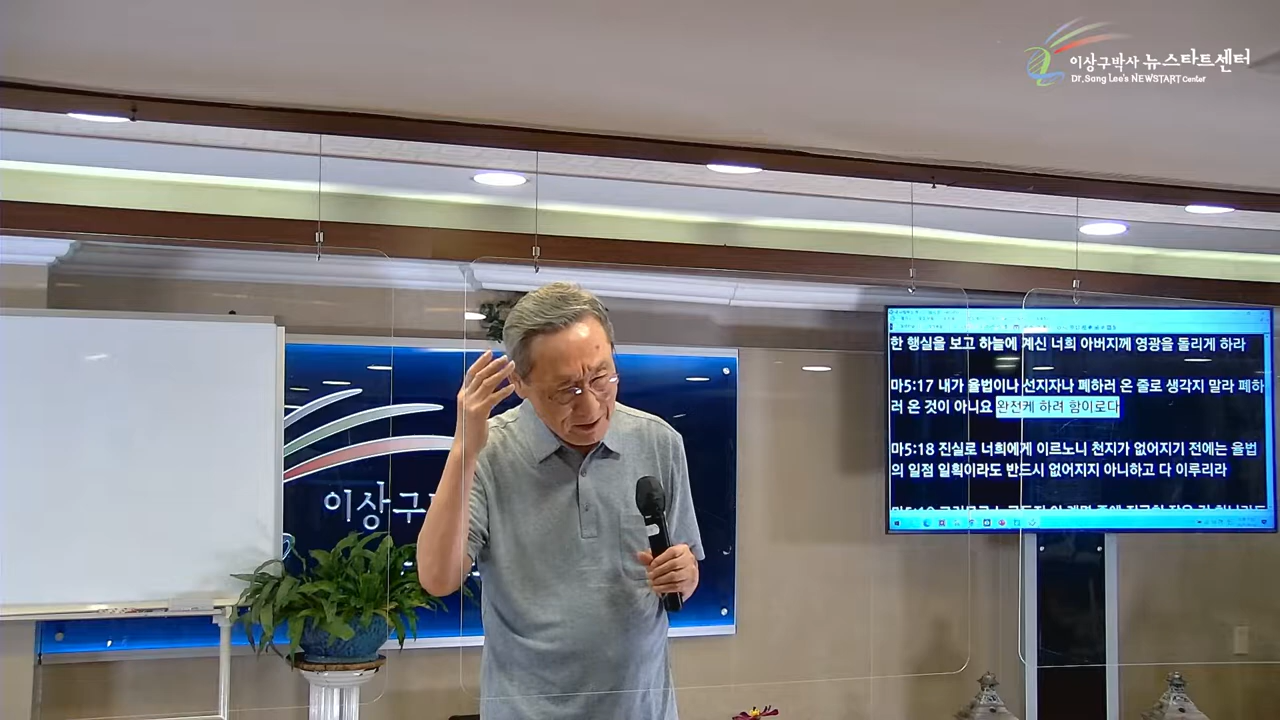 이상구박사 뉴스타트센터
Dr. Sang Lee's NEWSTART Center
한 행실을 보고 하늘에 계신 너희 아버지께 영광을 돌리게 하라
마5:17 내가 율법이나 선지자나 폐하러 온 줄로 생각지 말라 폐하
러 온 것이 아니요 완전케 하려 함이로다
마5:18 진실로 너희에게 이르노니 천지가 없어지기 전에는 율법
의 일점 일획이라도 반드시 없어지지 아니하고 다 이루리라
이상구